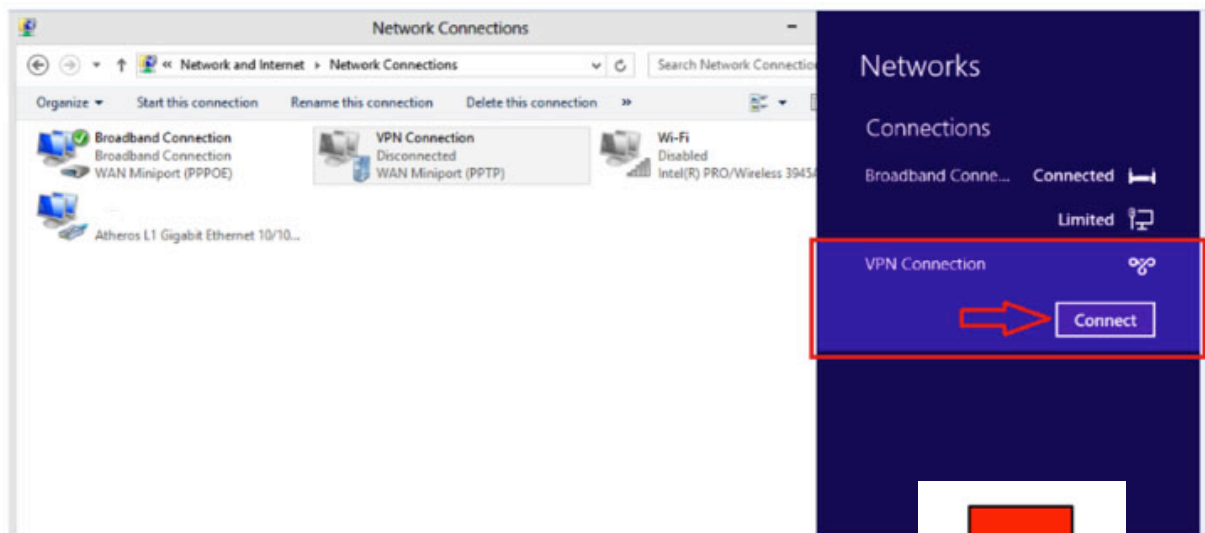 Network Connections
« Network and Internet ▸ Network Connections
Search Network Connectio
Organize ▾ Start this connection Rename this connection Delete this connection »
Broadband Connection
Broadband Connection
WAN Miniport (PPPOE)
VPN Connection
Disconnected
WAN Miniport (PPTP)
Wi-Fi
Disabled
Intel(R) PRO/Wireless 3945A
Atheros L1 Gigabit Ethernet 10/10...
Networks
Connections
Broadband Conne... Connected
Limited
VPN Connection
Connect